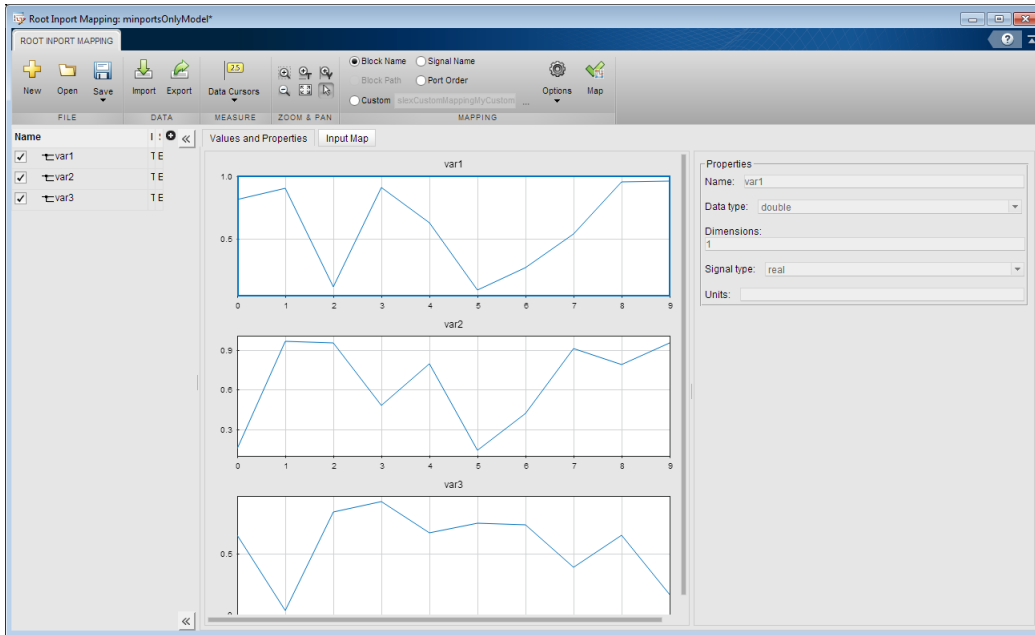 Root Inport Mapping: minportsOnlyModel*
ROOT INPORT MAPPING
New Open Save Import Export Data Cursors
2.5
Block Name Signal Name
Block Path Port Order
Custom slexCustomMappingMyCustom ...
Options Map
FILE DATA MEASURE ZOOM & PAN MAPPING
Name I S
var1 T E
var2 T E
var3 T E
Values and Properties Input Map
var1
1.0
0.5
0 1 2 3 4 5 6 7 8 9
var2
0.9
0.6
0.3
0 1 2 3 4 5 6 7 8 9
var3
0.5
0
Properties
Name: var1
Data type: double
Dimensions:
1
Signal type: real
Units: